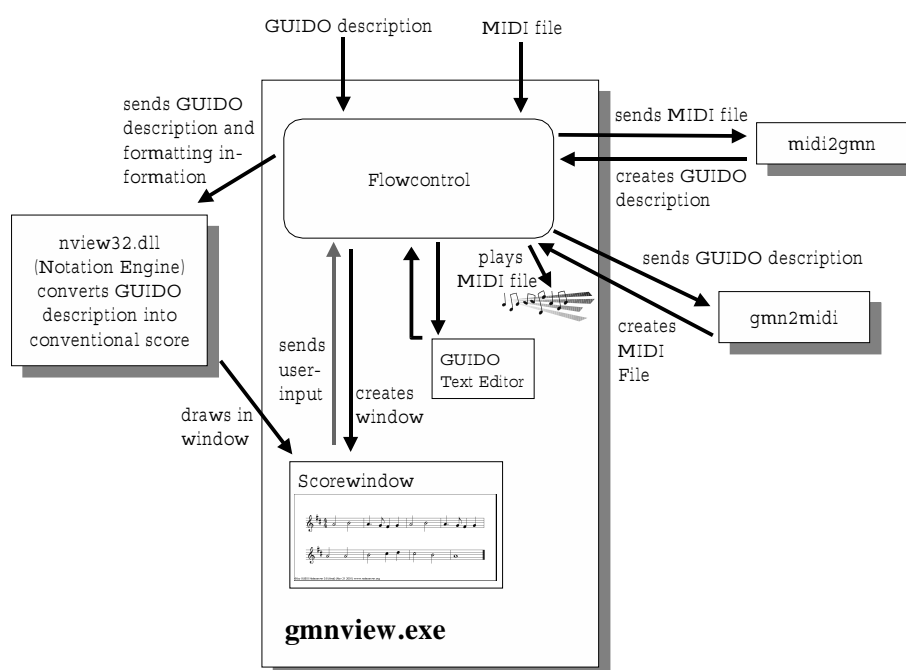 GUIDO description
MIDI file
sends GUIDO
description and
formatting in-
formation
sends MIDI file
midi2gmn
creates GUIDO
description
Flowcontrol
nview32.dll
(Notation Engine)
converts GUIDO
description into
conventional score
plays
MIDI file
sends GUIDO description
gmn2midi
creates
MIDI
File
sends
user-
input
creates
window
GUIDO
Text Editor
draws in
window
Scorewindow
gmnview.exe